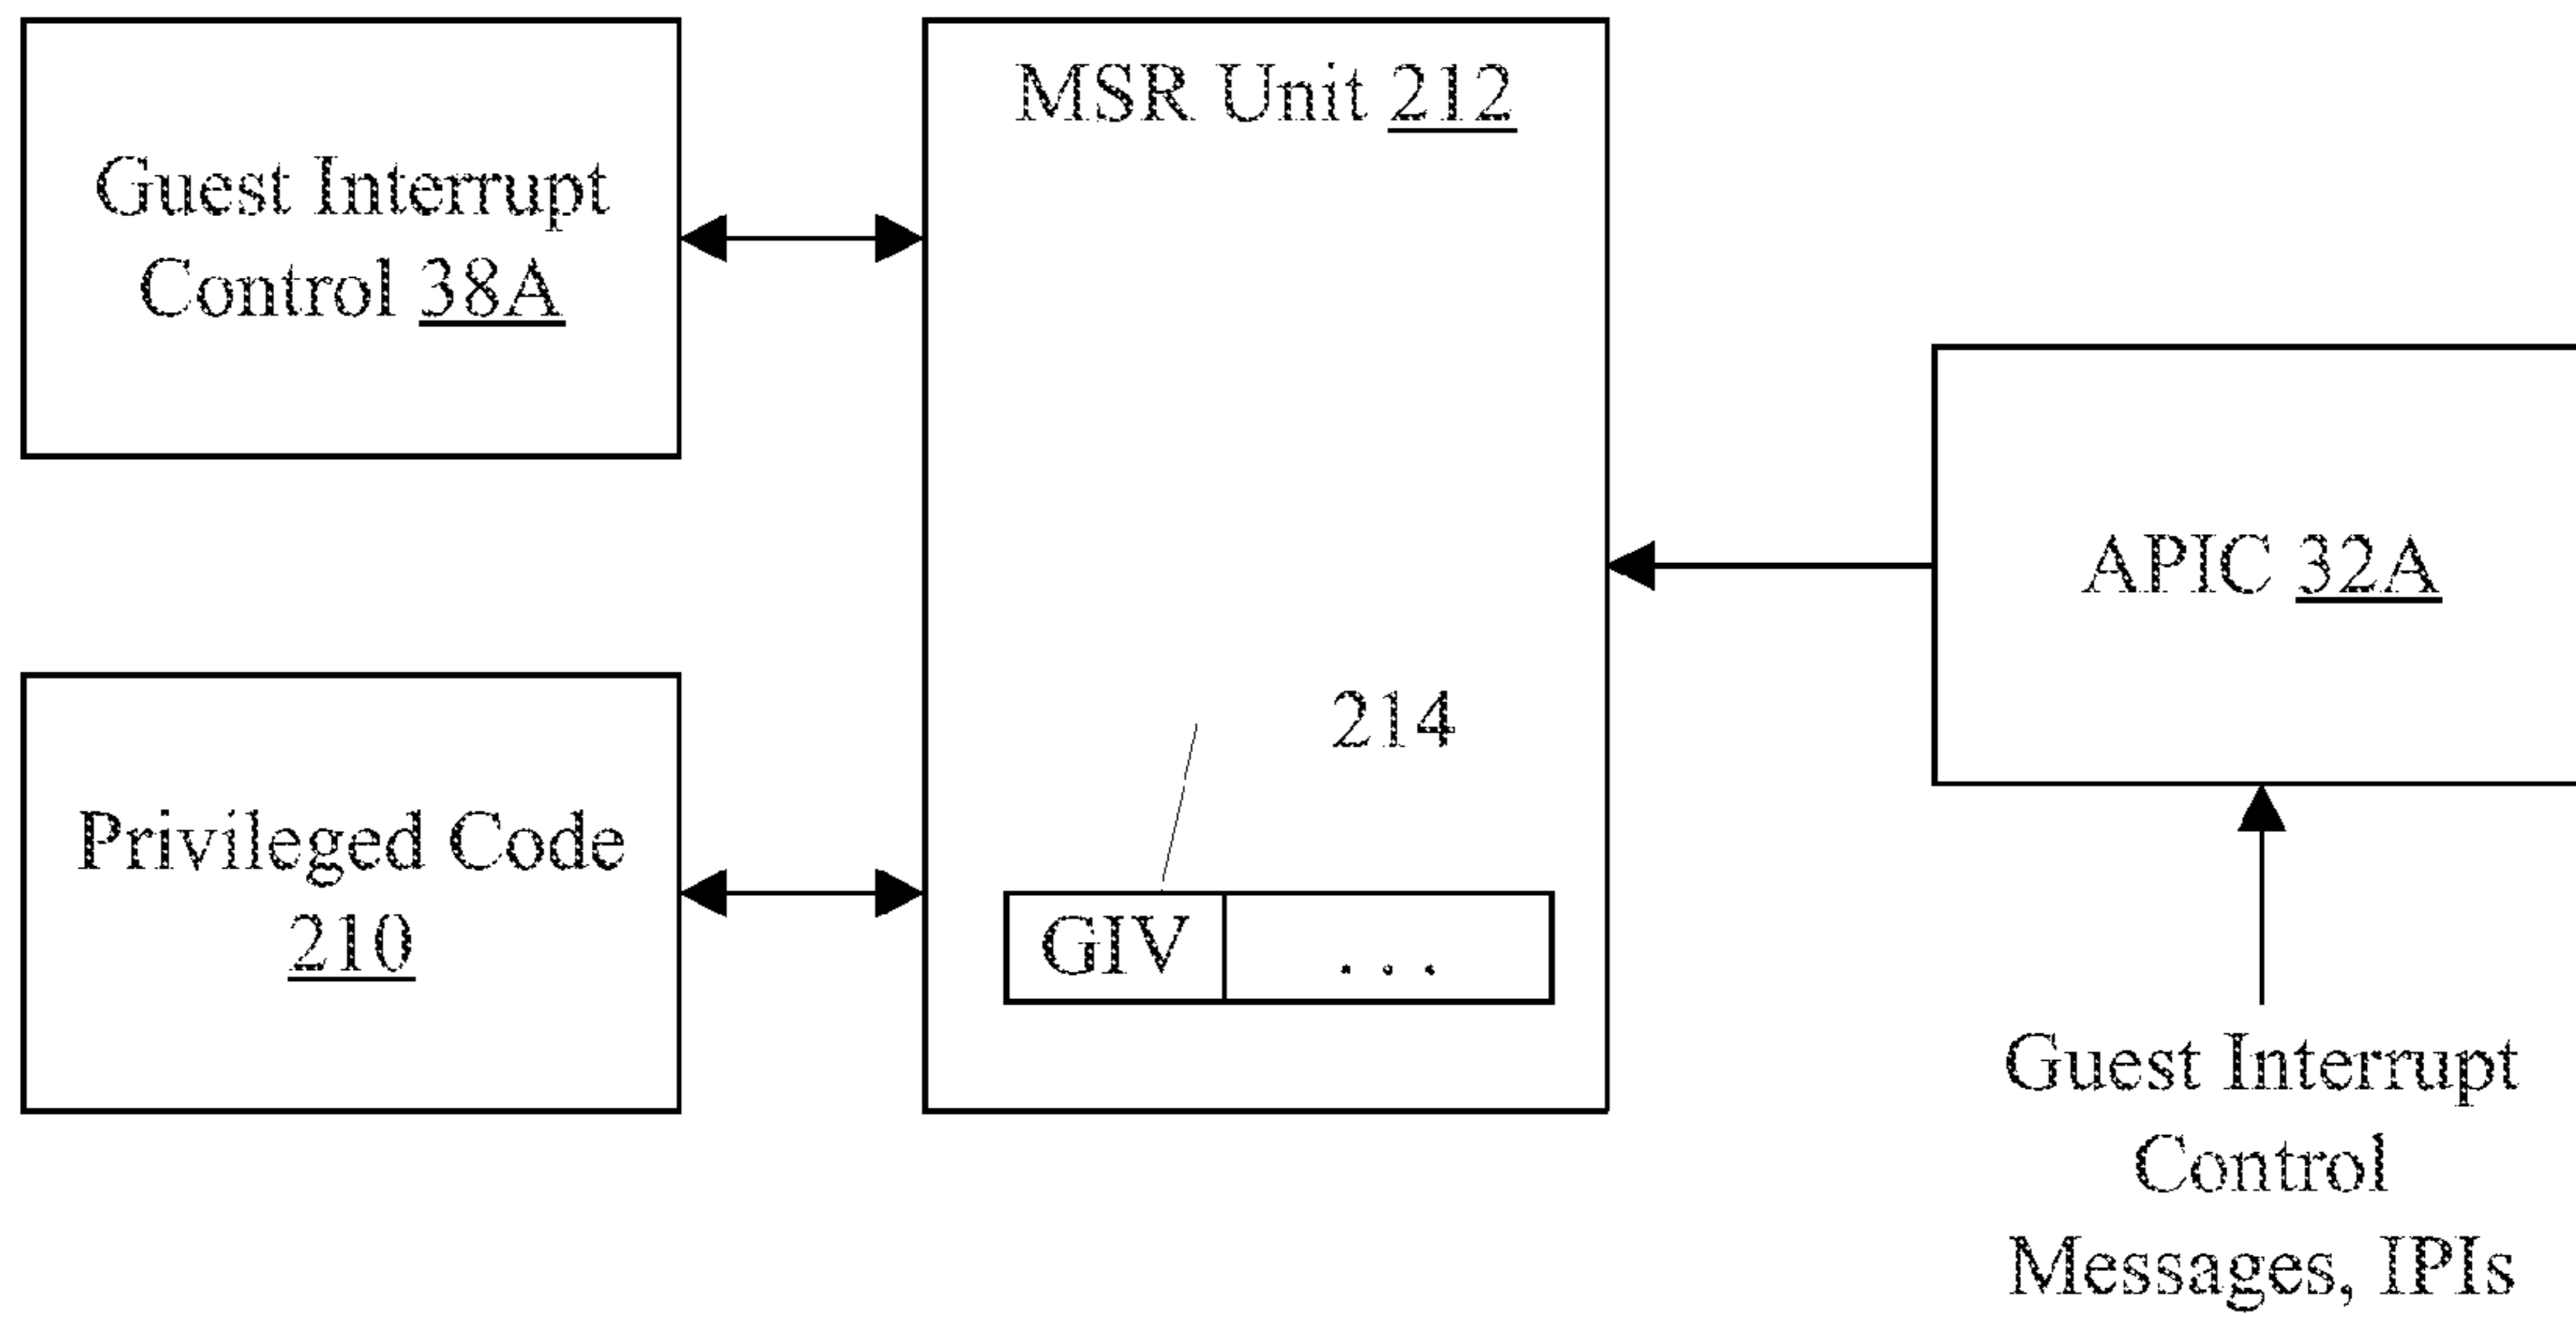 Guest Interrupt
Control 38A
MSR Unit 212
APIC 32A
214
Privileged Code
210
GIV
. . .
Guest Interrupt
Control
Messages, IPIs